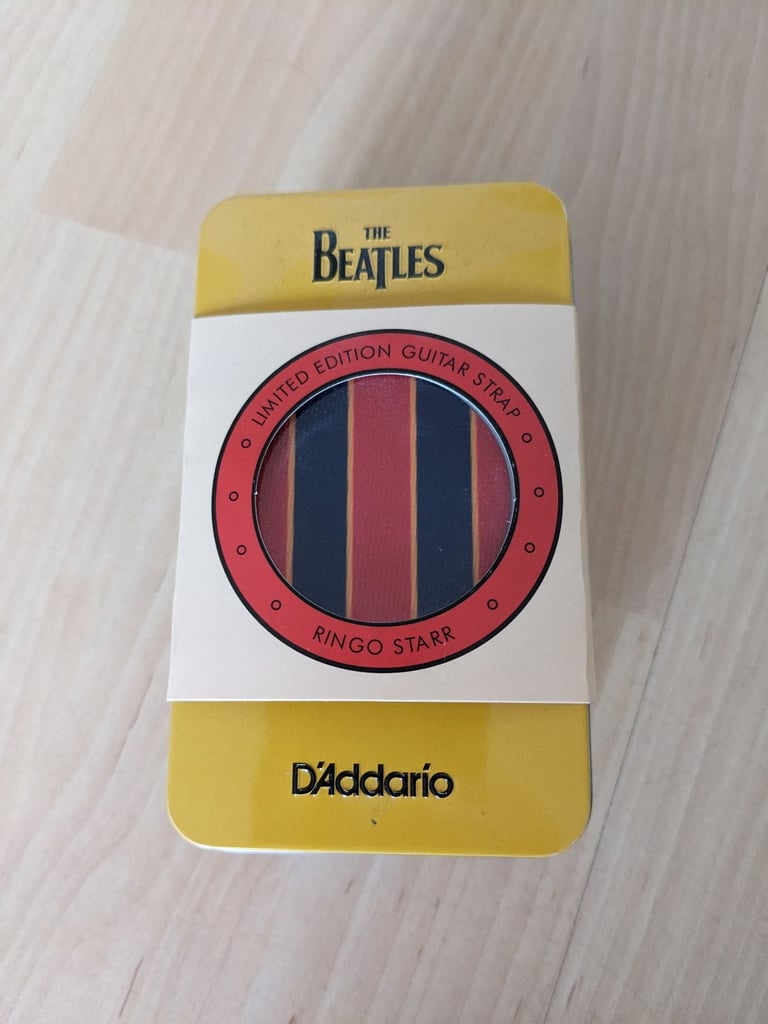 THE
BEATLES
LIMITED EDITION GUITAR STRAP
RINGO STARR
D'Addario